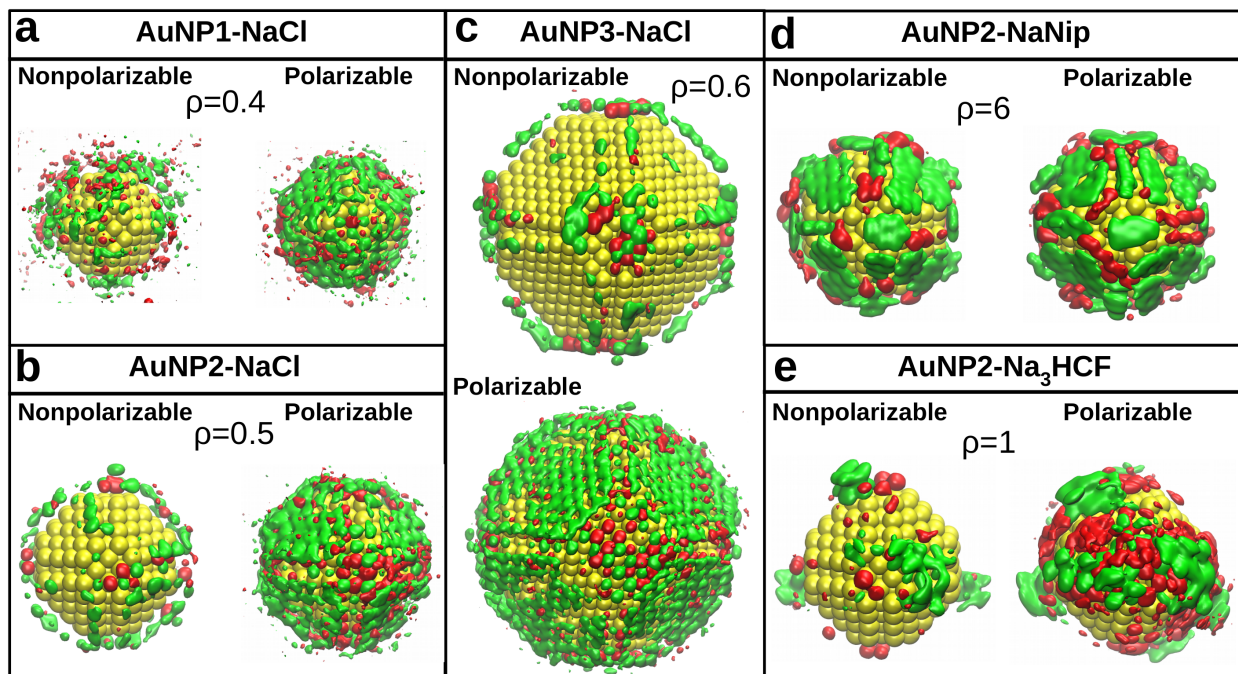 a
AuNP1-NaCl
Nonpolarizable
Polarizable
ρ=0.4
b
AuNP2-NaCl
Nonpolarizable
Polarizable
ρ=0.5
c
AuNP3-NaCl
Nonpolarizable
ρ=0.6
Polarizable
d
AuNP2-NaNip
Nonpolarizable
Polarizable
ρ=6
e
AuNP2-Na₃HCF
Nonpolarizable
Polarizable
ρ=1